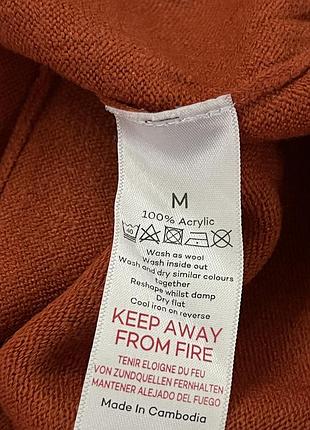 M
100% Acrylic
40
Wash as wool
Wash inside out
Wash and dry similar colours
together
Reshape whilst damp
Dry flat
Cool iron on reverse
KEEP AWAY
FROM FIRE
TENIR ELOIGNE DU FEU
VON ZUNDQUELLEN FERNHALTEN
MANTENER ALEJADO DEL FUEGO
Made In Cambodia